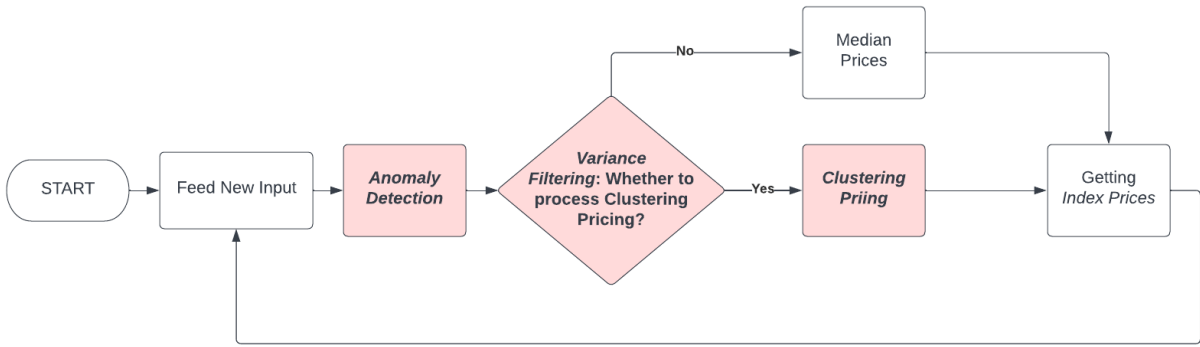 Median
Prices
No
START
Feed New Input
Anomaly
Detection
Variance
Filtering: Whether to
process Clustering
Pricing?
Yes
Clustering
Priing
Getting
Index Prices